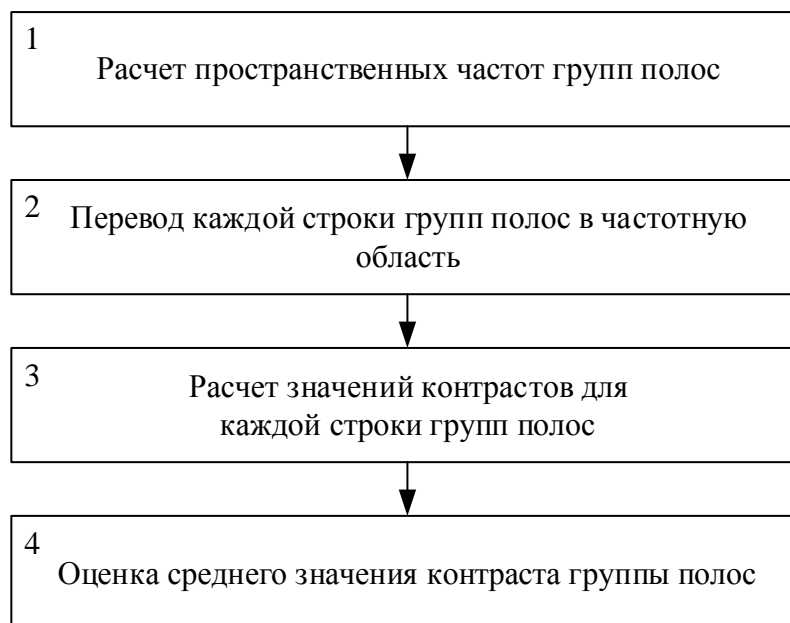 1
Расчет пространственных частот групп полос
2
Перевод каждой строки групп полос в частотную
область
3
Расчет значений контрастов для
каждой строки групп полос
4
Оценка среднего значения контраста группы полос